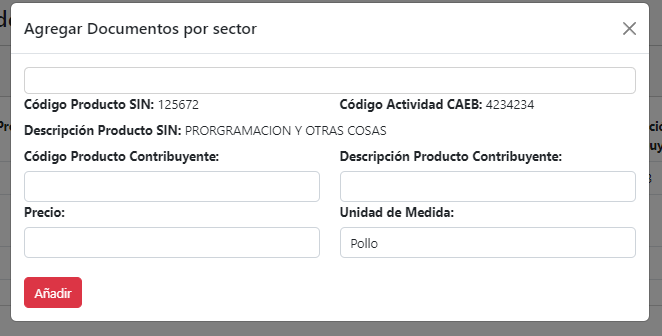 Agregar Documentos por sector
Código Producto SIN: 125672
Código Actividad CAEB: 4234234
Descripción Producto SIN: PRORGRAMACION Y OTRAS COSAS
Código Producto Contribuyente:
Descripción Producto Contribuyente:
Precio:
Unidad de Medida:
Pollo
Añadir